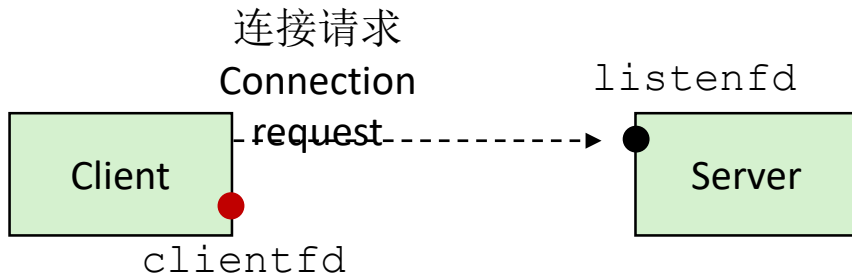 连接请求
Connection
request
listenfd
Client
Server
clientfd